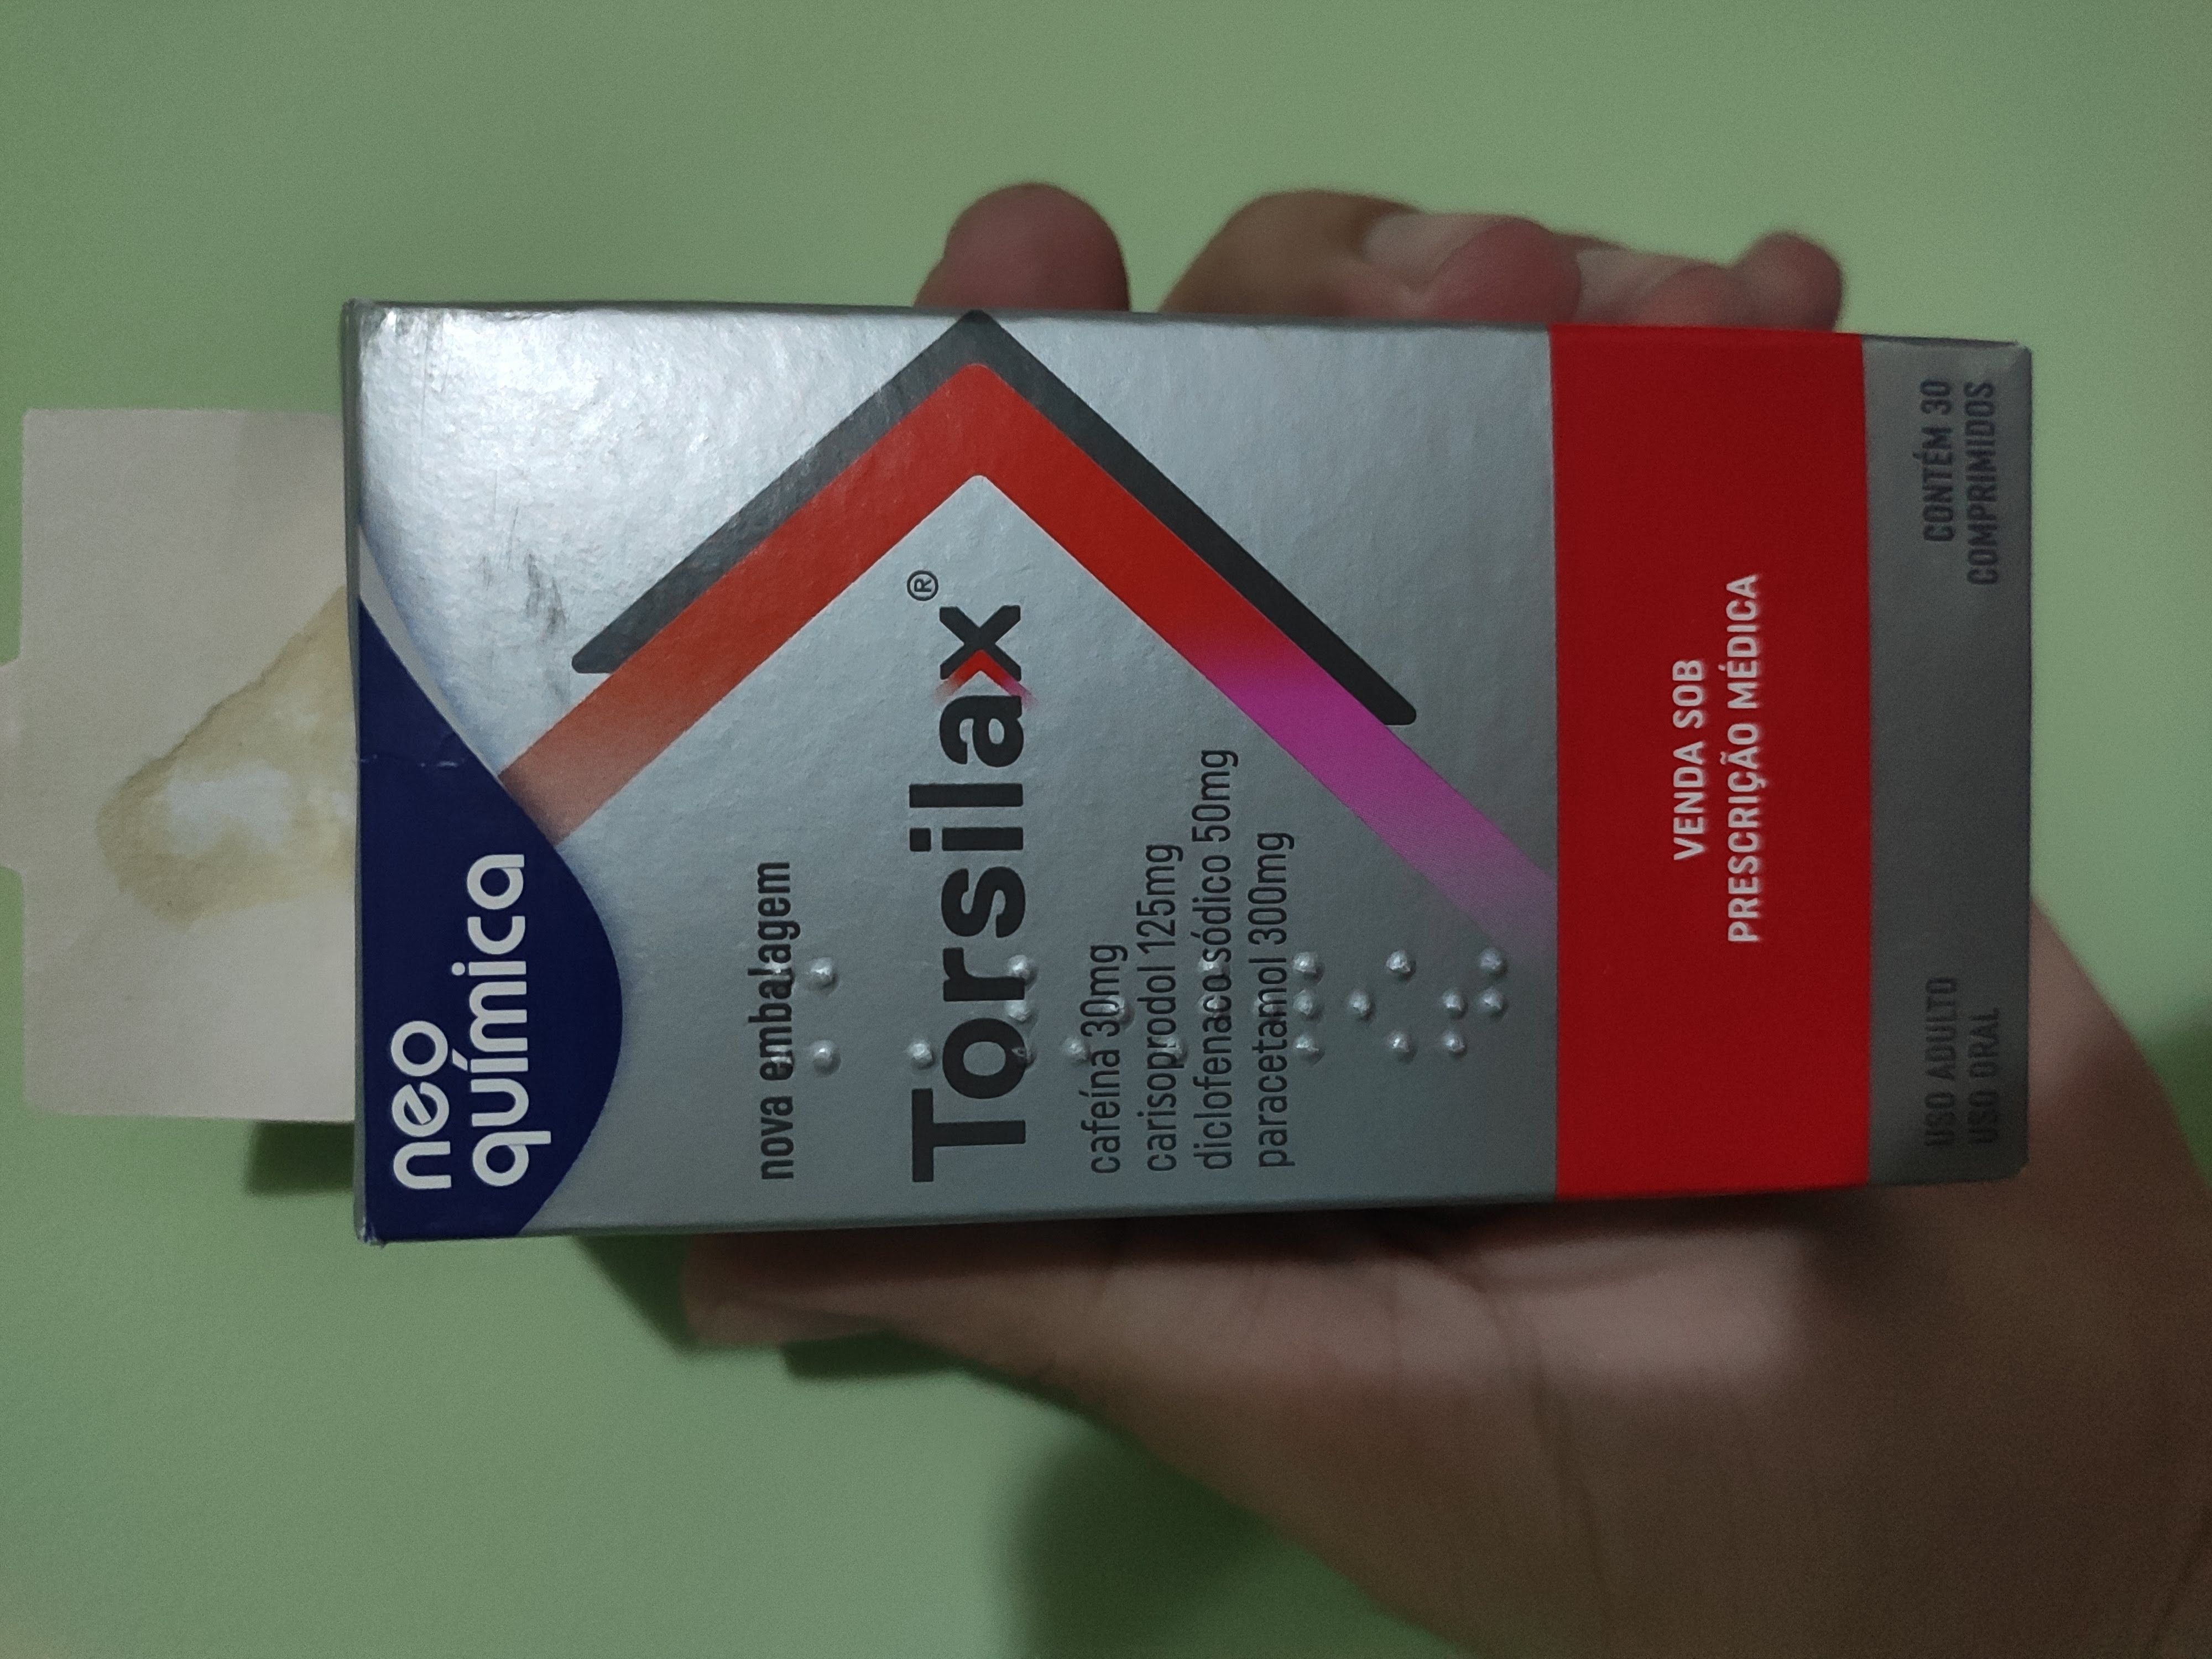 neo
química
nova embalagem
Torsilax®
cafeína 30mg
carisoprodol 125mg
diclofenaco sódico 50mg
paracetamol 300mg
VENDA SOB
PRESCRIÇÃO MÉDICA
USO ADULTO
USO ORAL
CONTÉM 30
COMPRIMIDOS